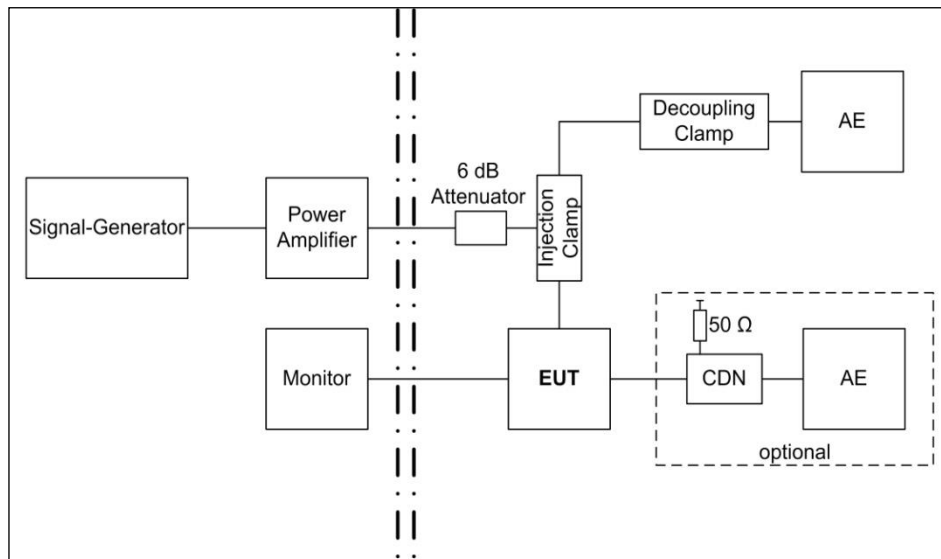 Decoupling
Clamp
AE
6 dB
Attenuator
Signal-Generator
Power
Amplifier
Injection
Clamp
50 Ω
Monitor
EUT
CDN
AE
optional